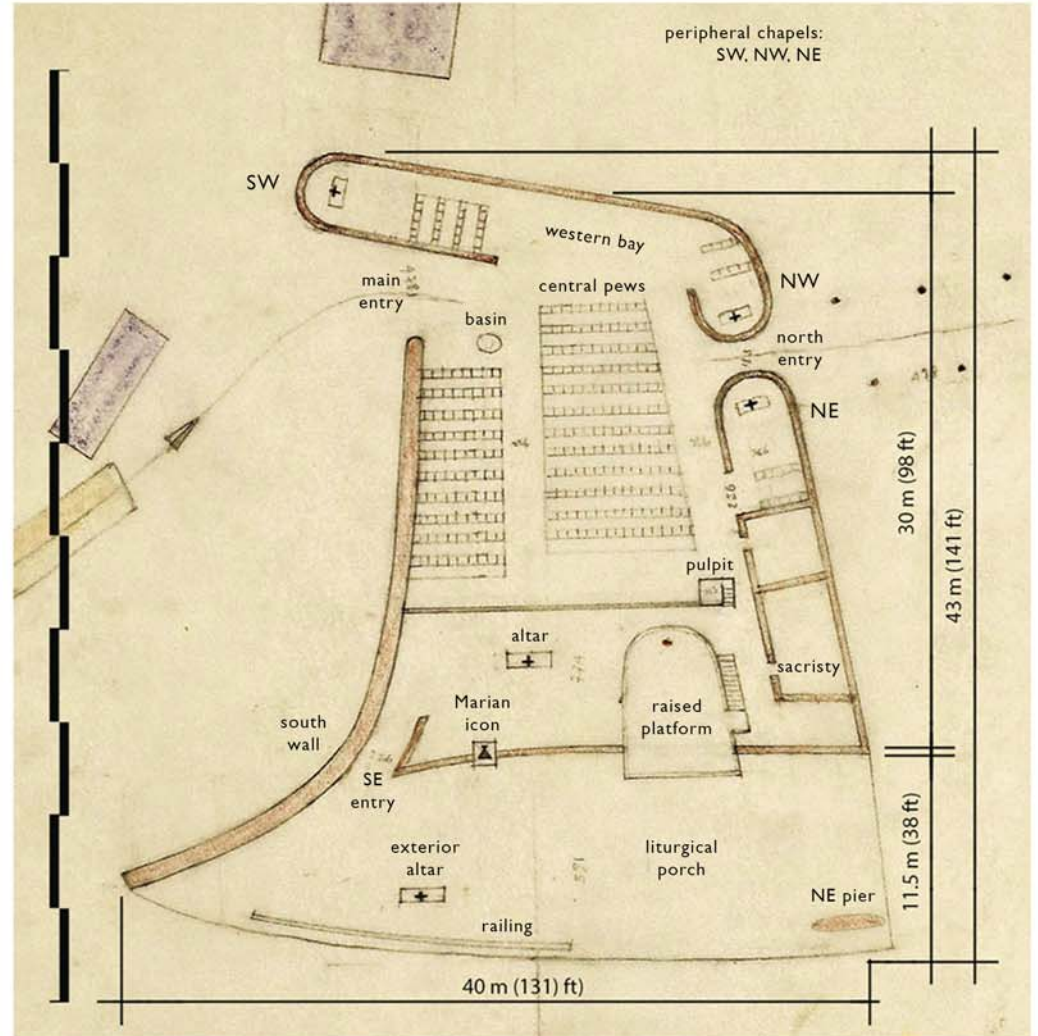 peripheral chapels:
SW, NW, NE
SW
western bay
NW
main
entry
central pews
basin
north
entry
NE
pulpit
altar
sacristy
Marian
icon
raised
platform
south
wall
SE
entry
exterior
altar
liturgical
porch
NE pier
railing
30 m (98 ft)
43 m (141 ft)
11.5 m (38 ft)
40 m (131) ft)